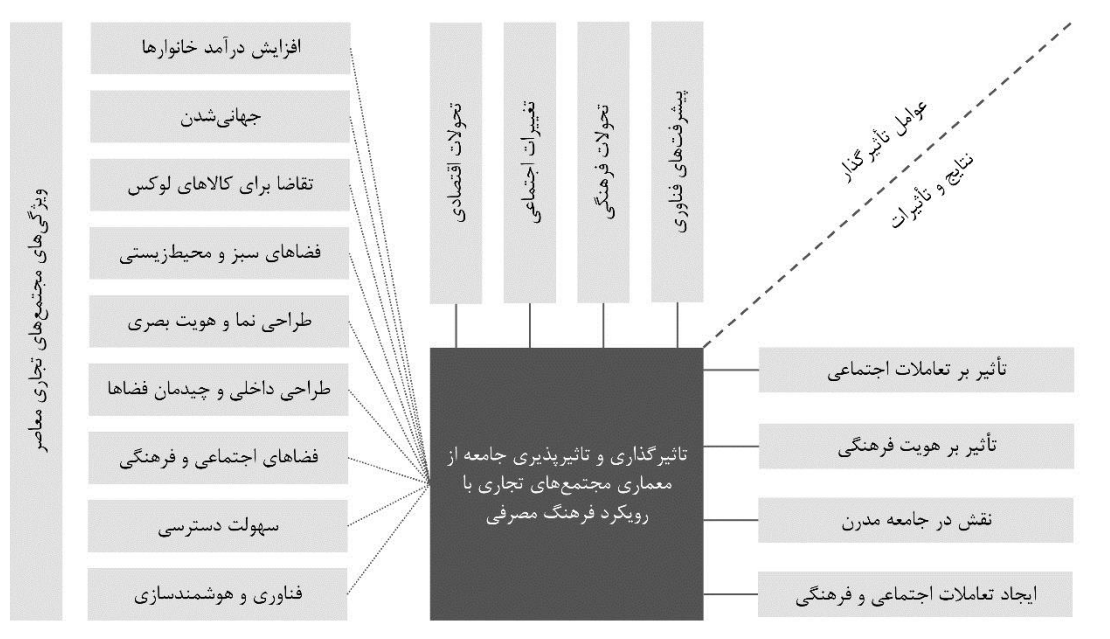 ویژگی‌های مجتمع‌های تجاری معاصر
افزایش درآمد خانوارها
جهانی‌شدن
تقاضا برای کالاهای لوکس
فضاهای سبز و محیط‌زیستی
طراحی نما و هویت بصری
طراحی داخلی و چیدمان فضاها
فضاهای اجتماعی و فرهنگی
سهولت دسترسی
فناوری و هوشمندسازی
تحولات اقتصادی
تغییرات اجتماعی
تحولات فرهنگی
پیشرفت‌های فناوری
عوامل تأثیرگذار
نتایج و تأثیرات
تاثیرگذاری و تاثیرپذیری جامعه از
معماری مجتمع‌های تجاری با
رویکرد فرهنگ مصرفی
تأثیر بر تعاملات اجتماعی
تأثیر بر هویت فرهنگی
نقش در جامعه مدرن
ایجاد تعاملات اجتماعی و فرهنگی